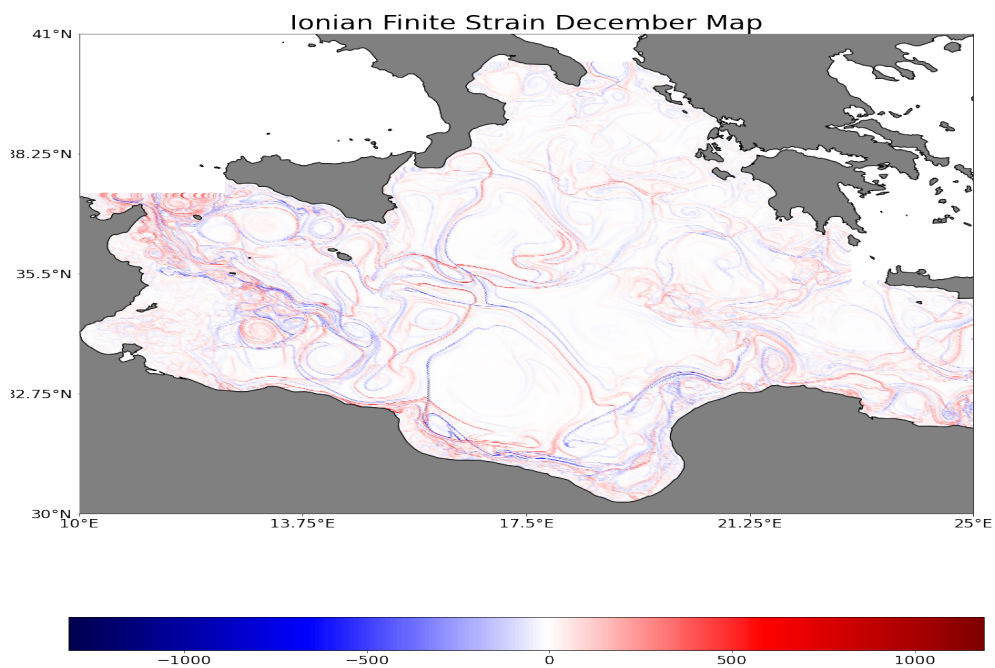 Ionian Finite Strain December Map
41°N
38.25°N
35.5°N
32.75°N
30°N
10°E 13.75°E 17.5°E 21.25°E 25°E
−1000 −500 0 500 1000